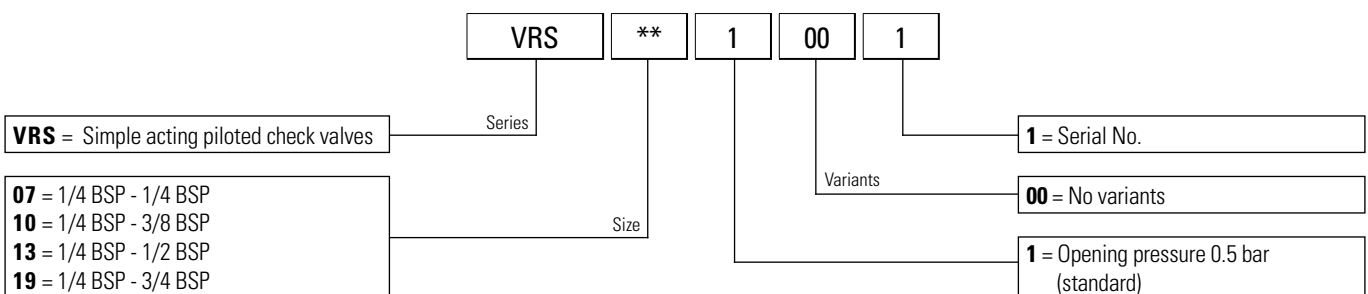 VRS ** 1 00 1
Series
VRS = Simple acting piloted check valves
1 = Serial No.
Variants
07 = 1/4 BSP - 1/4 BSP
10 = 1/4 BSP - 3/8 BSP
13 = 1/4 BSP - 1/2 BSP
19 = 1/4 BSP - 3/4 BSP
Size
00 = No variants
1 = Opening pressure 0.5 bar
(standard)